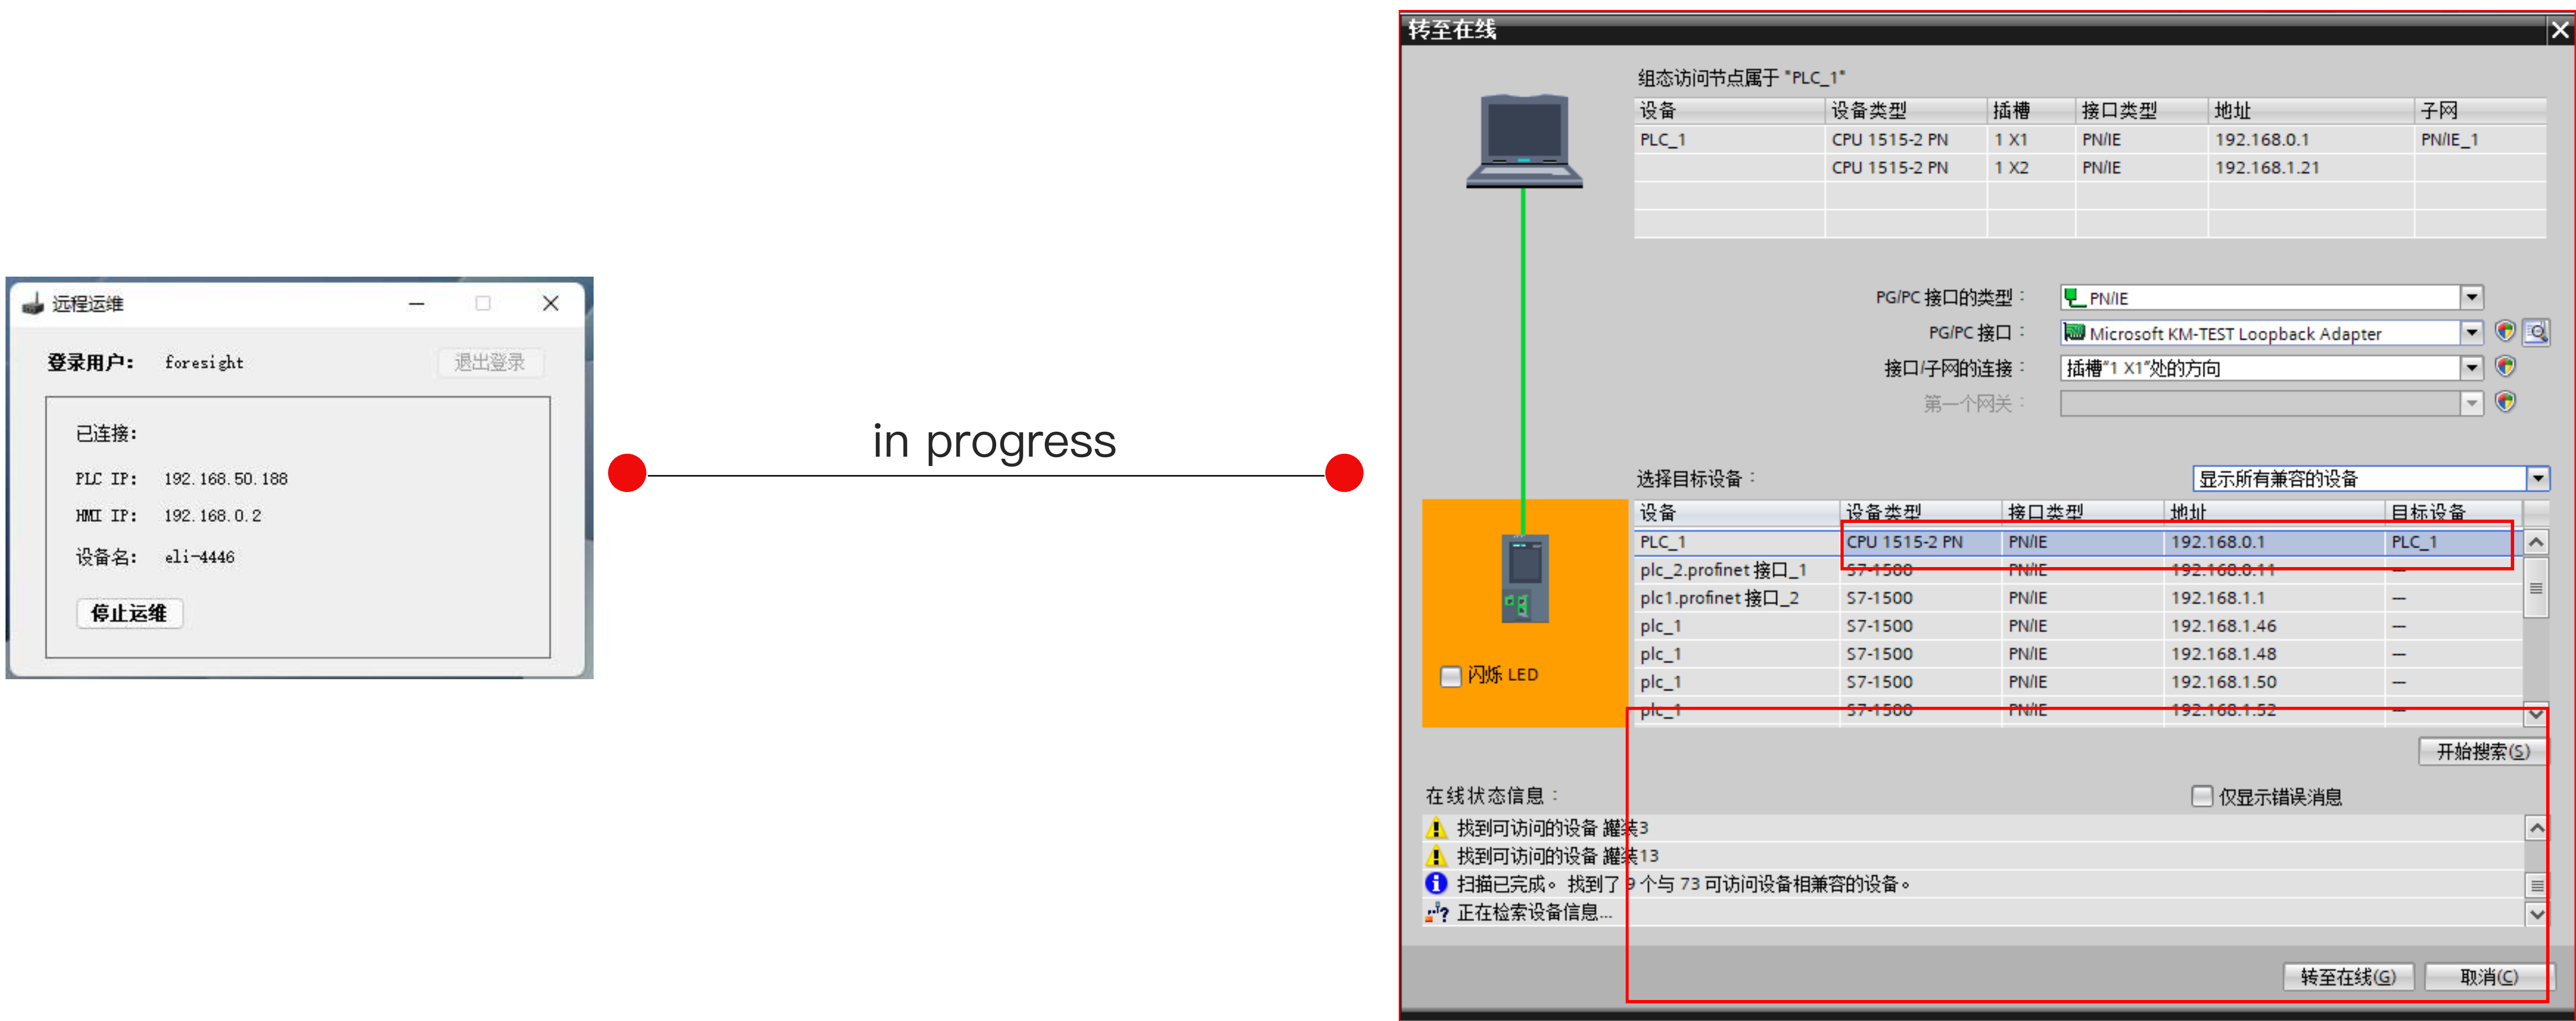 远程运维
登录用户： foresight 退出登录
已连接：
PLC IP： 192.168.50.188
HMI IP： 192.168.0.2
设备名： eli-4446
停止运维
in progress
转至在线
组态访问节点属于 "PLC_1"
设备 设备类型 插槽 接口类型 地址 子网
PLC_1 CPU 1515-2 PN 1 X1 PN/IE 192.168.0.1 PN/IE_1
CPU 1515-2 PN 1 X2 PN/IE 192.168.1.21
PG/PC 接口的类型： PN/IE
PG/PC 接口： Microsoft KM-TEST Loopback Adapter
接口/子网的连接： 插槽"1 X1"处的方向
第一个网关：
选择目标设备： 显示所有兼容的设备
设备 设备类型 接口类型 地址 目标设备
PLC_1 CPU 1515-2 PN PN/IE 192.168.0.1 PLC_1
plc_2.profinet 接口_1 S7-1500 PN/IE 192.168.0.11 —
plc1.profinet 接口_2 S7-1500 PN/IE 192.168.1.1 —
plc_1 S7-1500 PN/IE 192.168.1.46 —
plc_1 S7-1500 PN/IE 192.168.1.48 —
plc_1 S7-1500 PN/IE 192.168.1.50 —
plc_1 S7-1500 PN/IE 192.168.1.52 —
闪烁 LED
开始搜索(S)
在线状态信息： 仅显示错误消息
找到可访问的设备 罐装3
找到可访问的设备 罐装13
扫描已完成。 找到了 9 个与 73 可访问设备相兼容的设备。
正在检索设备信息...
转至在线(G) 取消(C)